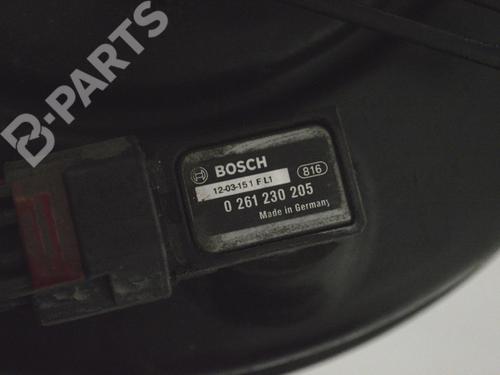 B-PARTS
BOSCH
12-03-15 1 F L1
816
0 261 230 205
Made in Germany